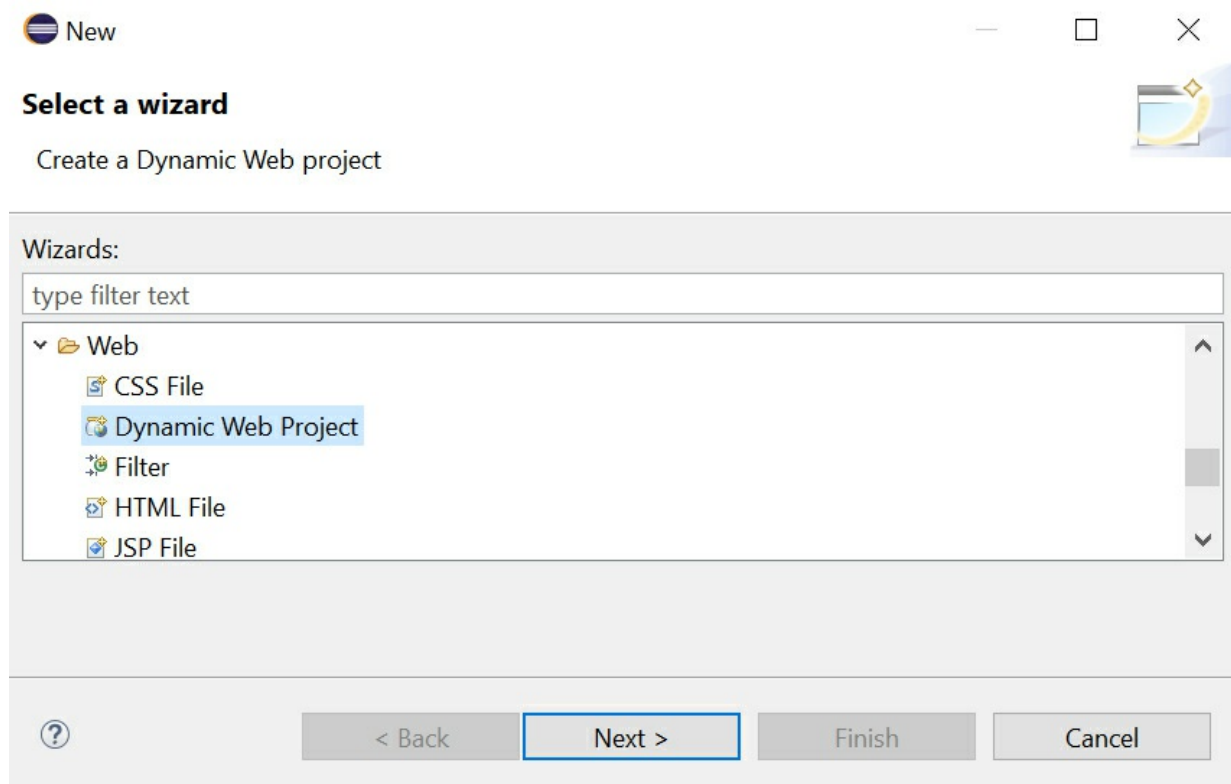 New
Select a wizard
Create a Dynamic Web project
Wizards:
type filter text
Web
CSS File
Dynamic Web Project
Filter
HTML File
JSP File
? < Back Next > Finish Cancel